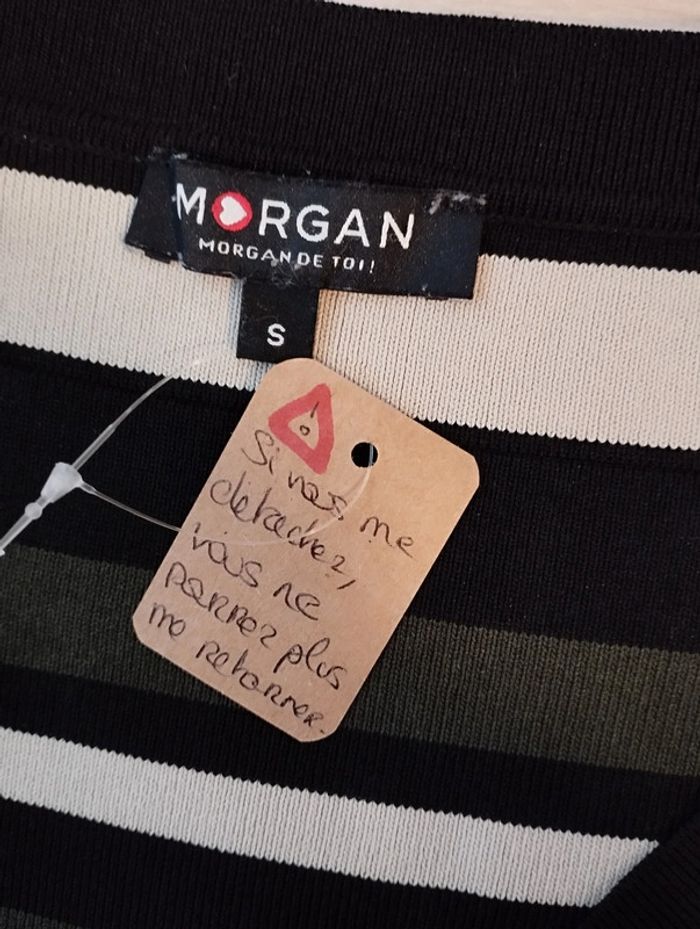 MORGAN
MORGAN DE TOI!
S
!
Si vous me
détachez,
vous ne
pourrez plus
me retourner.